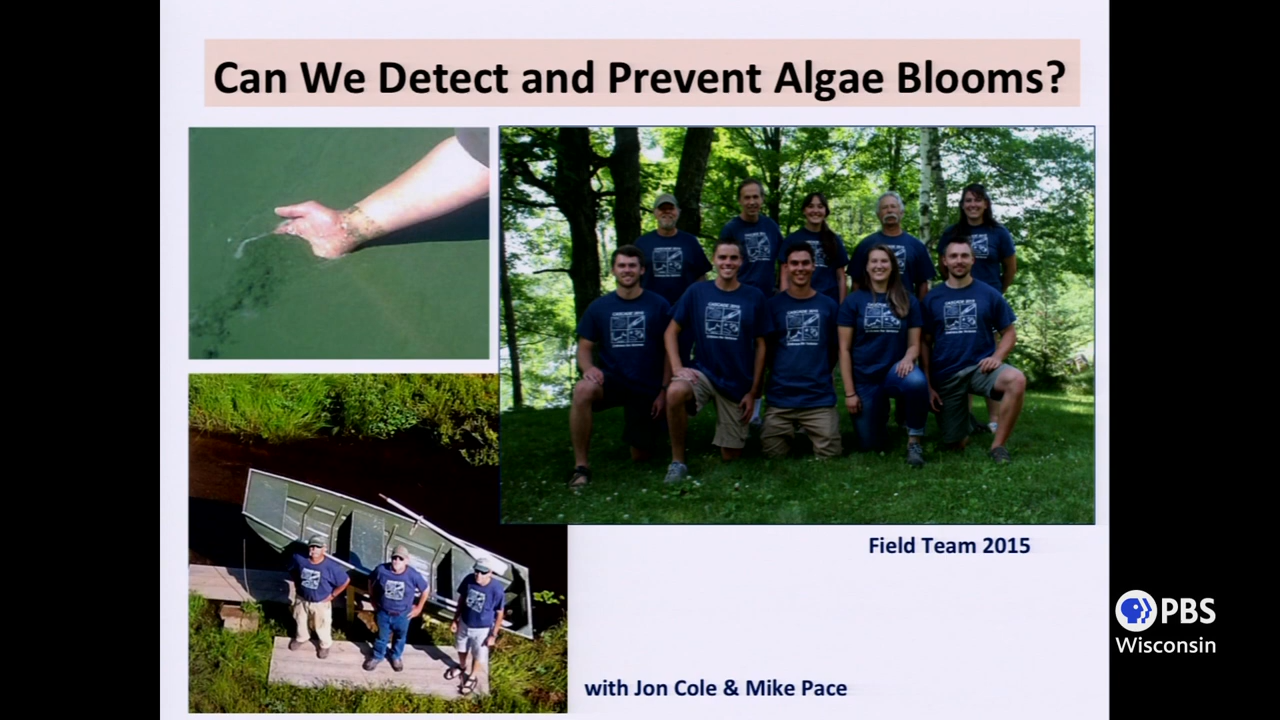 Can We Detect and Prevent Algae Blooms?
Field Team 2015
with Jon Cole & Mike Pace
PBS
Wisconsin